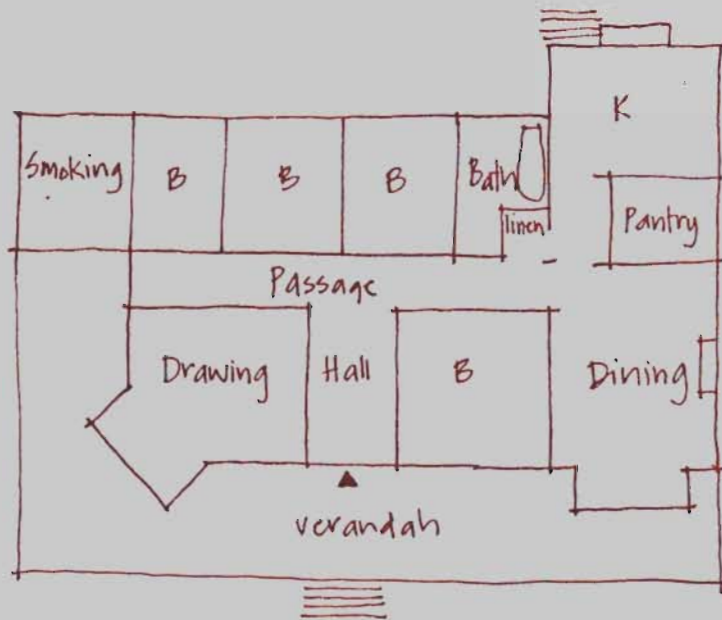 K
Smoking
B
B
B
Bath
linen
Pantry
Passage
Drawing
Hall
B
Dining
verandah